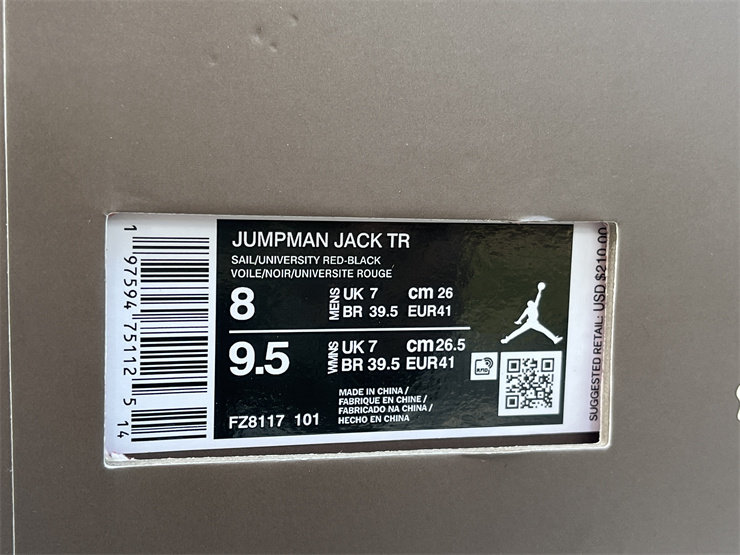 JUMPMAN JACK TR
SAIL/UNIVERSITY RED-BLACK
VOILE/NOIR/UNIVERSITE ROUGE
8 MENS UK 7 cm 26
BR 39.5 EUR41
9.5 WMNS UK 7 cm 26.5
BR 39.5 EUR41
RFID
MADE IN CHINA /
FABRIQUE EN CHINE /
FABRICADO NA CHINA /
HECHO EN CHINA
FZ8117 101
1 97594 75112 5 14
SUGGESTED RETAIL: USD $210.00